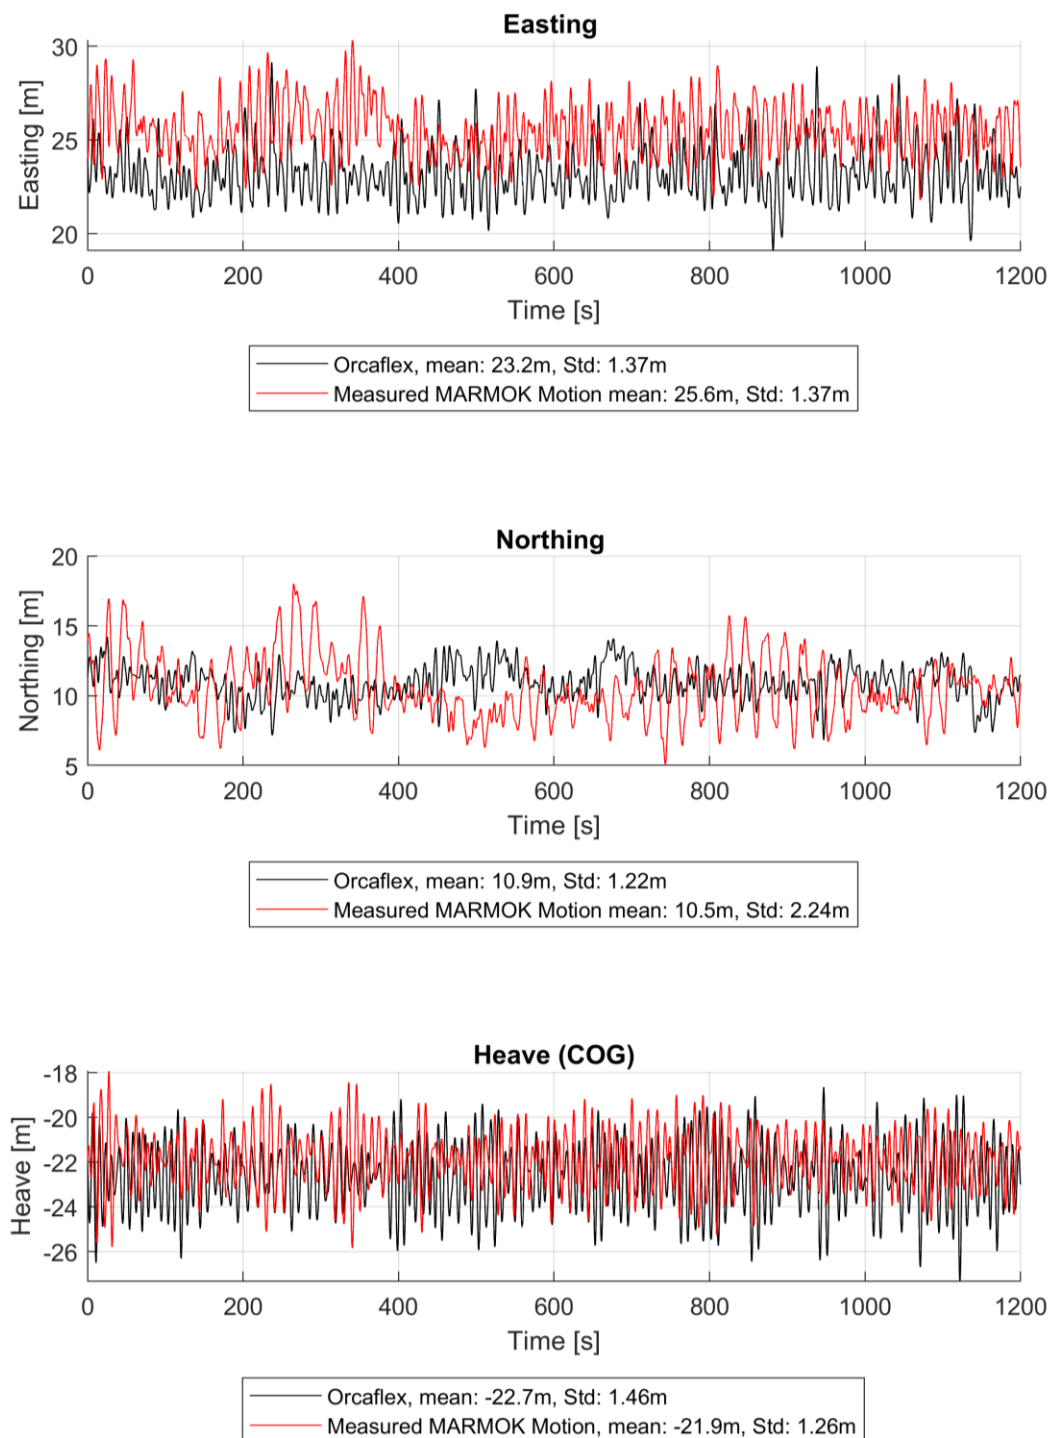 Easting
30
25
20
Easting [m]
0 200 400 600 800 1000 1200
Time [s]
Orcaflex, mean: 23.2m, Std: 1.37m
Measured MARMOK Motion mean: 25.6m, Std: 1.37m
Northing
20
15
10
5
Northing [m]
0 200 400 600 800 1000 1200
Time [s]
Orcaflex, mean: 10.9m, Std: 1.22m
Measured MARMOK Motion mean: 10.5m, Std: 2.24m
Heave (COG)
-18
-20
-22
-24
-26
Heave [m]
0 200 400 600 800 1000 1200
Time [s]
Orcaflex, mean: -22.7m, Std: 1.46m
Measured MARMOK Motion, mean: -21.9m, Std: 1.26m